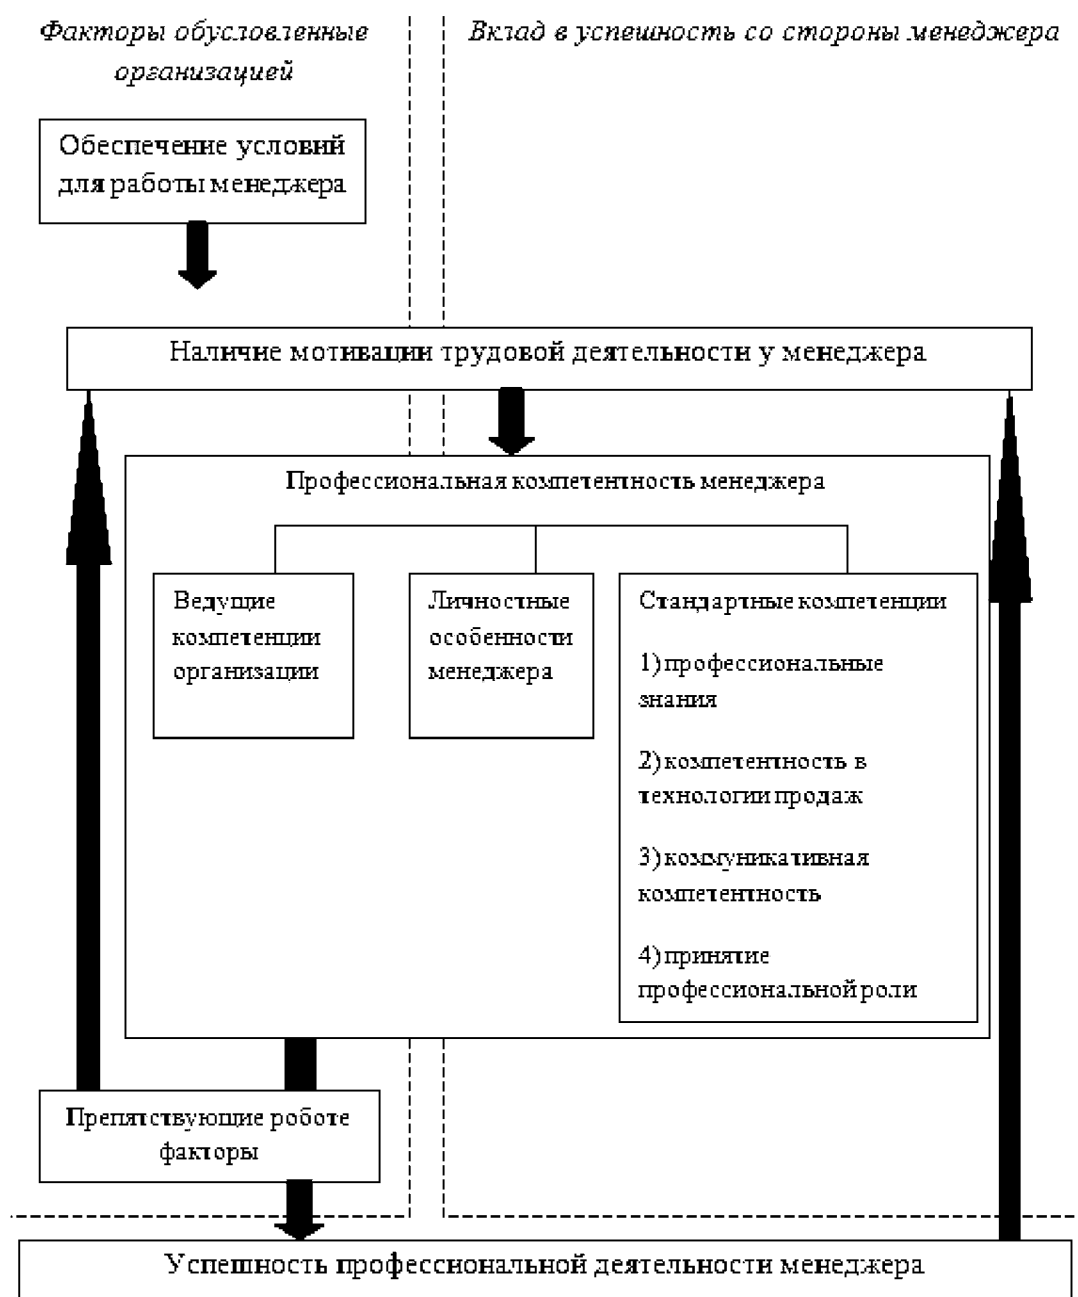 Факторы обусловленные
организацией
Вклад в успешность со стороны менеджера
Обеспечение условий
для работы менеджера
Наличие мотивации трудовой деятельности у менеджера
Профессиональная компетентность менеджера
Ведущие
компетенции
организации
Личностные
особенности
менеджера
Стандартные компетенции
1) профессиональные
знания
2) компетентность в
технологии продаж
3) коммуникативная
компетентность
4) принятие
профессиональной роли
Препятствующие роботе
факторы
Успешность профессиональной деятельности менеджера